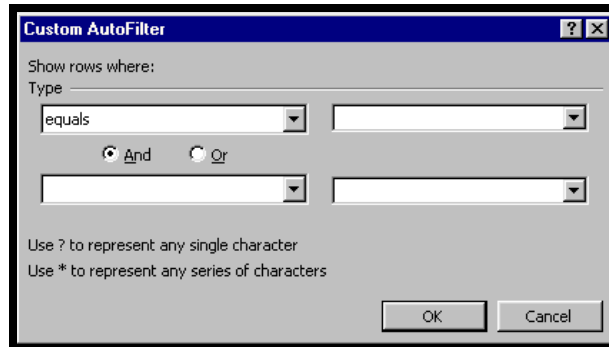 Custom AutoFilter
Show rows where:
Type
equals
And Or
Use ? to represent any single character
Use * to represent any series of characters
OK Cancel